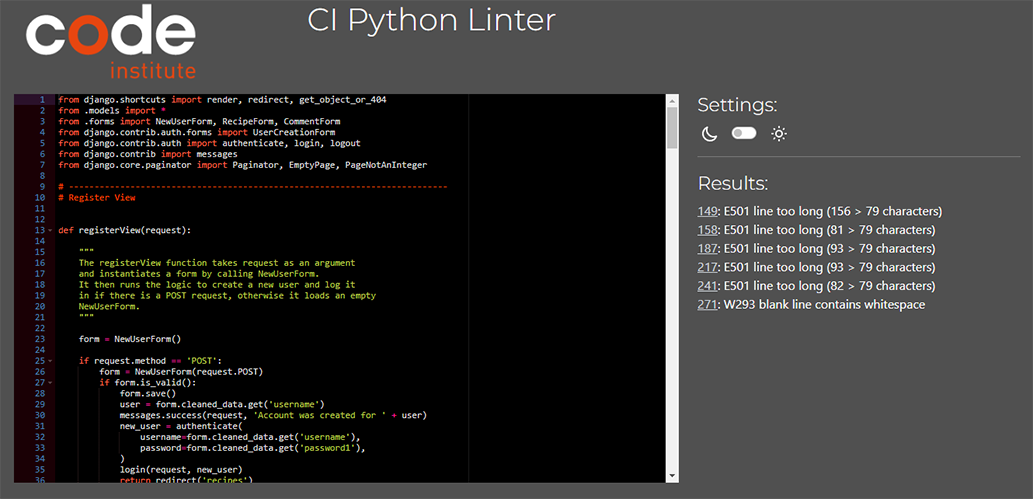 code
institute
CI Python Linter
1 from django.shortcuts import render, redirect, get_object_or_404
2 from .models import *
3 from .forms import NewUserForm, RecipeForm, CommentForm
4 from django.contrib.auth.forms import UserCreationForm
5 from django.contrib.auth import authenticate, login, logout
6 from django.contrib import messages
7 from django.core.paginator import Paginator, EmptyPage, PageNotAnInteger
8
9 # --------------------------------------------------------------------------
10 # Register View
11
12
13 def registerView(request):
14
15     """
16     The registerView function takes request as an argument
17     and instantiates a form by calling NewUserForm.
18     It then runs the logic to create a new user and log it
19     in if there is a POST request, otherwise it loads an empty
20     NewUserForm.
21     """
22
23     form = NewUserForm()
24
25     if request.method == 'POST':
26         form = NewUserForm(request.POST)
27         if form.is_valid():
28             form.save()
29             user = form.cleaned_data.get('username')
30             messages.success(request, 'Account was created for ' + user)
31             new_user = authenticate(
32                 username=form.cleaned_data.get('username'),
33                 password=form.cleaned_data.get('password1'),
34             )
35             login(request, new_user)
36             return redirect('recipes')
Settings:
Results:
149: E501 line too long (156 > 79 characters)
158: E501 line too long (81 > 79 characters)
187: E501 line too long (93 > 79 characters)
217: E501 line too long (93 > 79 characters)
241: E501 line too long (82 > 79 characters)
271: W293 blank line contains whitespace